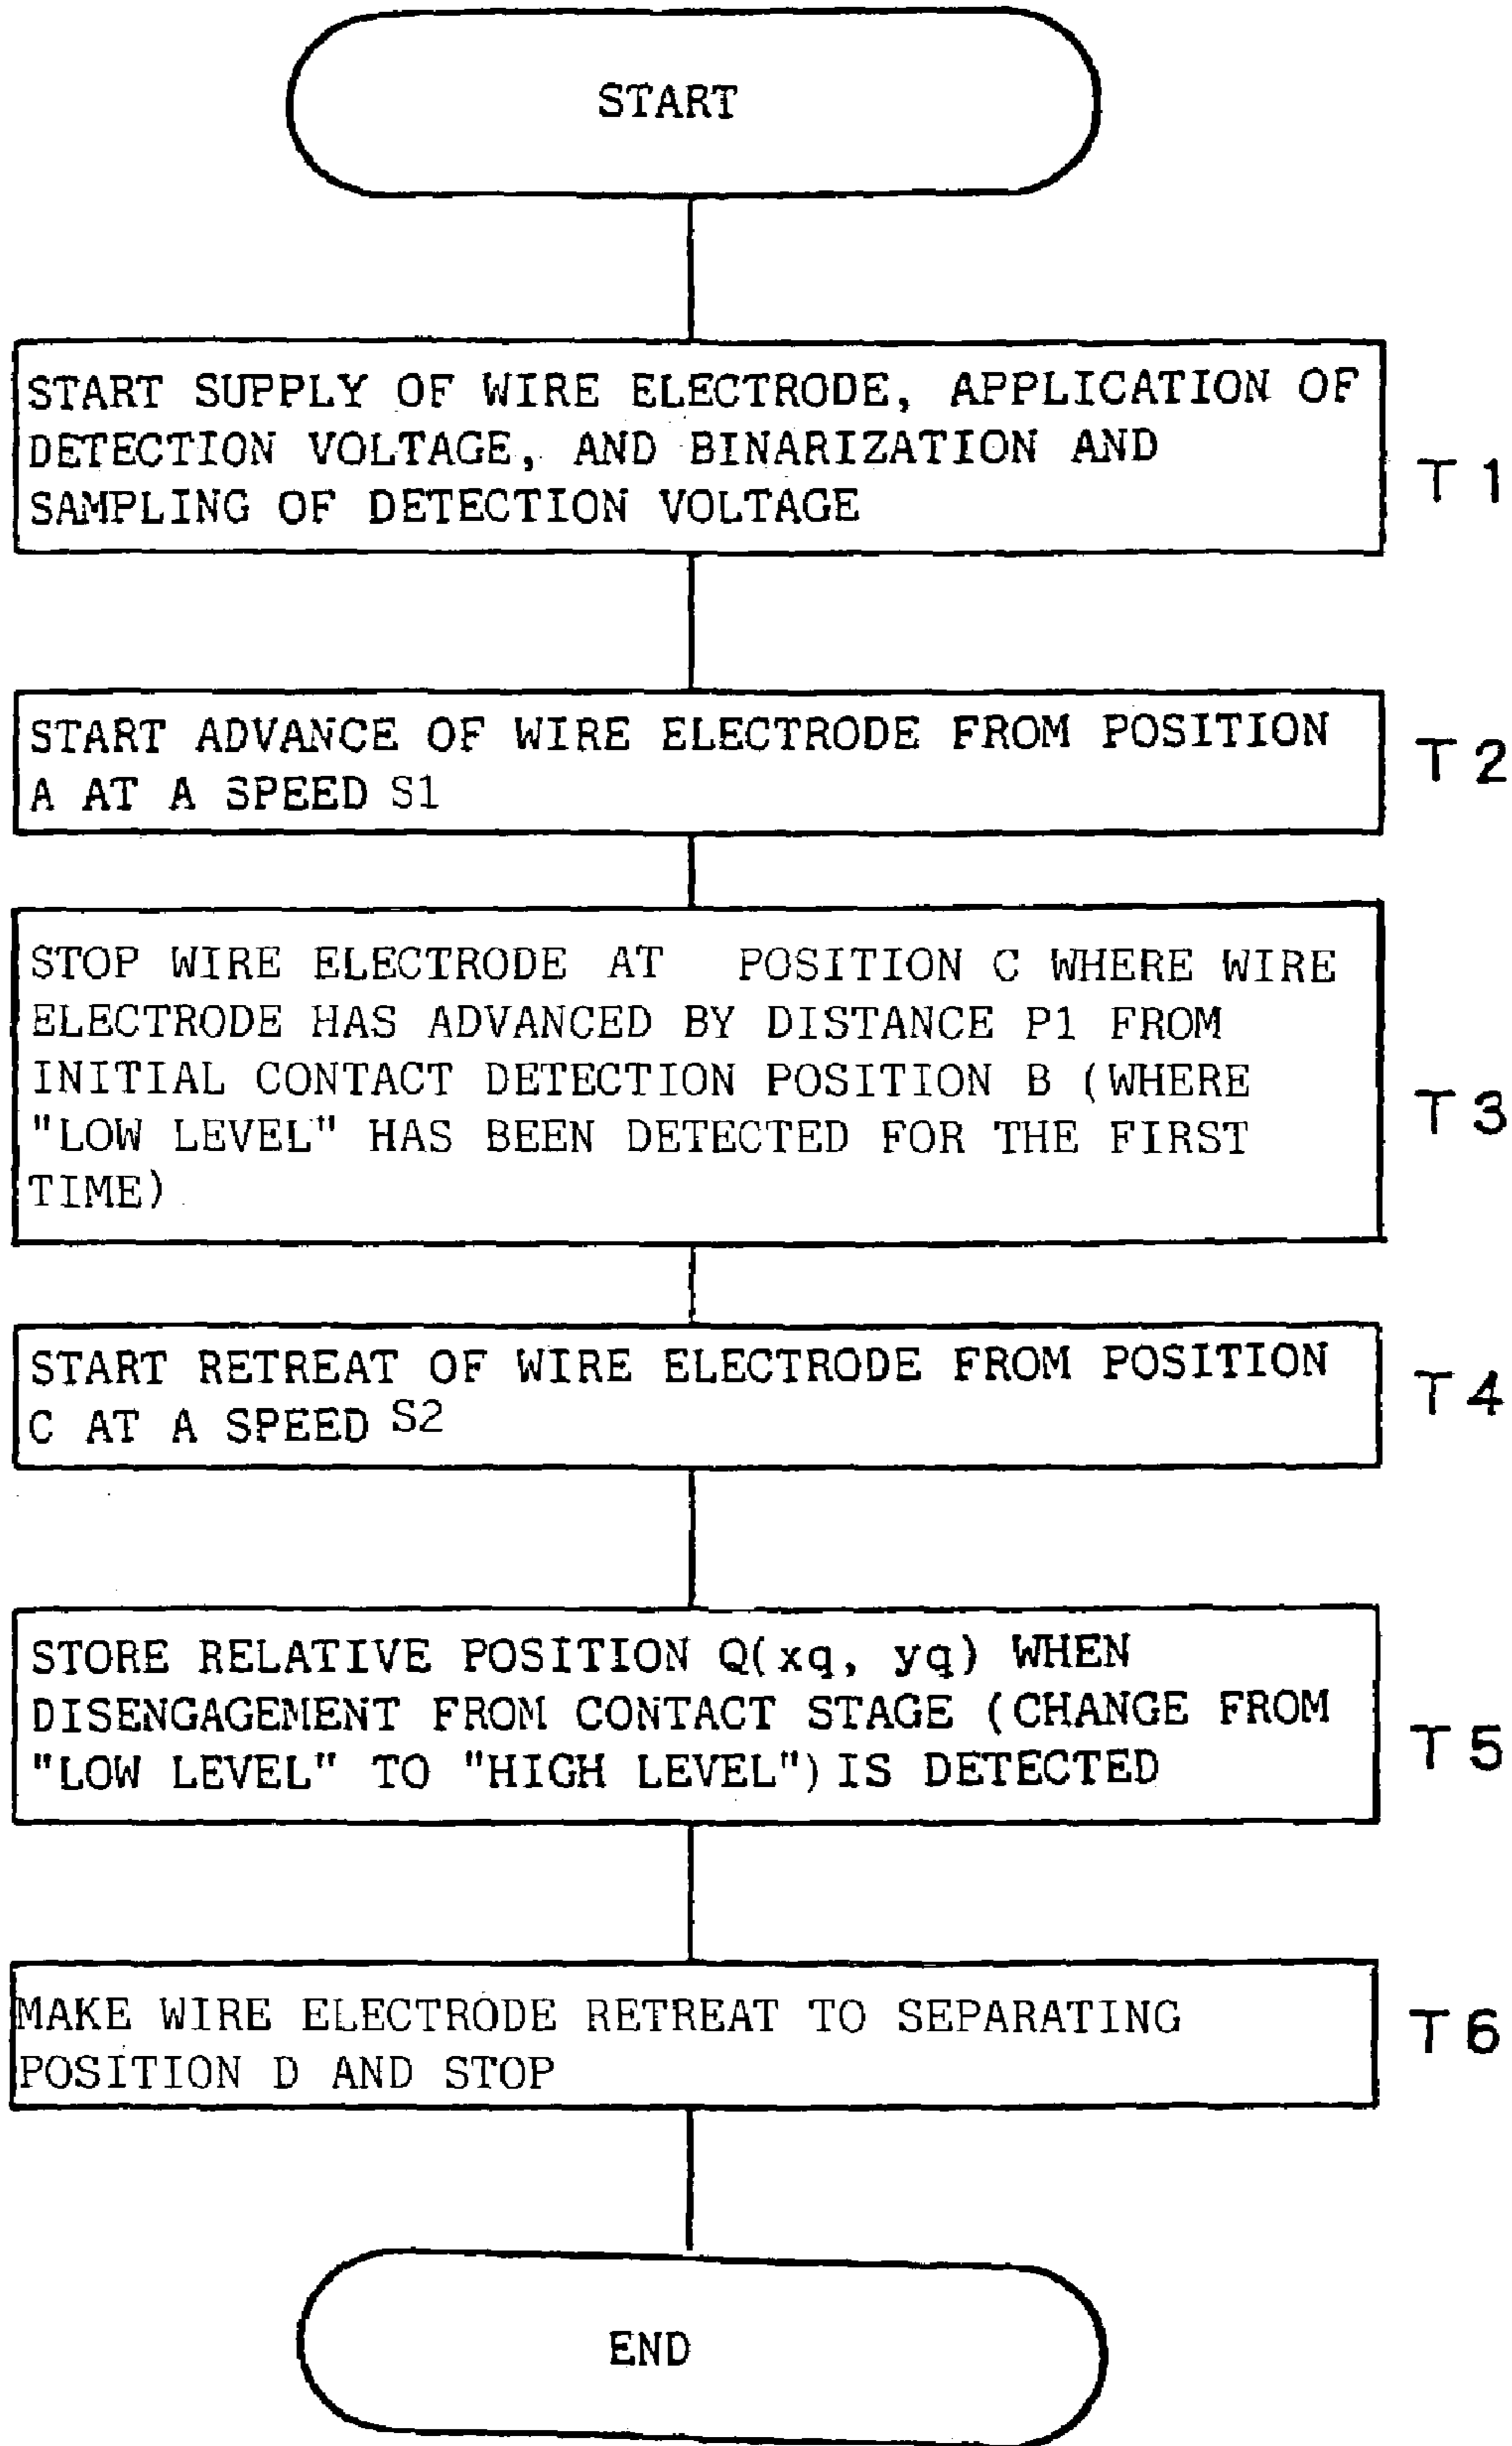 START
START SUPPLY OF WIRE ELECTRODE, APPLICATION OF
DETECTION VOLTAGE, AND BINARIZATION AND
SAMPLING OF DETECTION VOLTAGE
T1
START ADVANCE OF WIRE ELECTRODE FROM POSITION
A AT A SPEED S1
T2
STOP WIRE ELECTRODE AT POSITION C WHERE WIRE
ELECTRODE HAS ADVANCED BY DISTANCE P1 FROM
INITIAL CONTACT DETECTION POSITION B (WHERE
"LOW LEVEL" HAS BEEN DETECTED FOR THE FIRST
TIME)
T3
START RETREAT OF WIRE ELECTRODE FROM POSITION
C AT A SPEED S2
T4
STORE RELATIVE POSITION Q(xq, yq) WHEN
DISENGAGEMENT FROM CONTACT STAGE (CHANGE FROM
"LOW LEVEL" TO "HIGH LEVEL") IS DETECTED
T5
MAKE WIRE ELECTRODE RETREAT TO SEPARATING
POSITION D AND STOP
T6
END